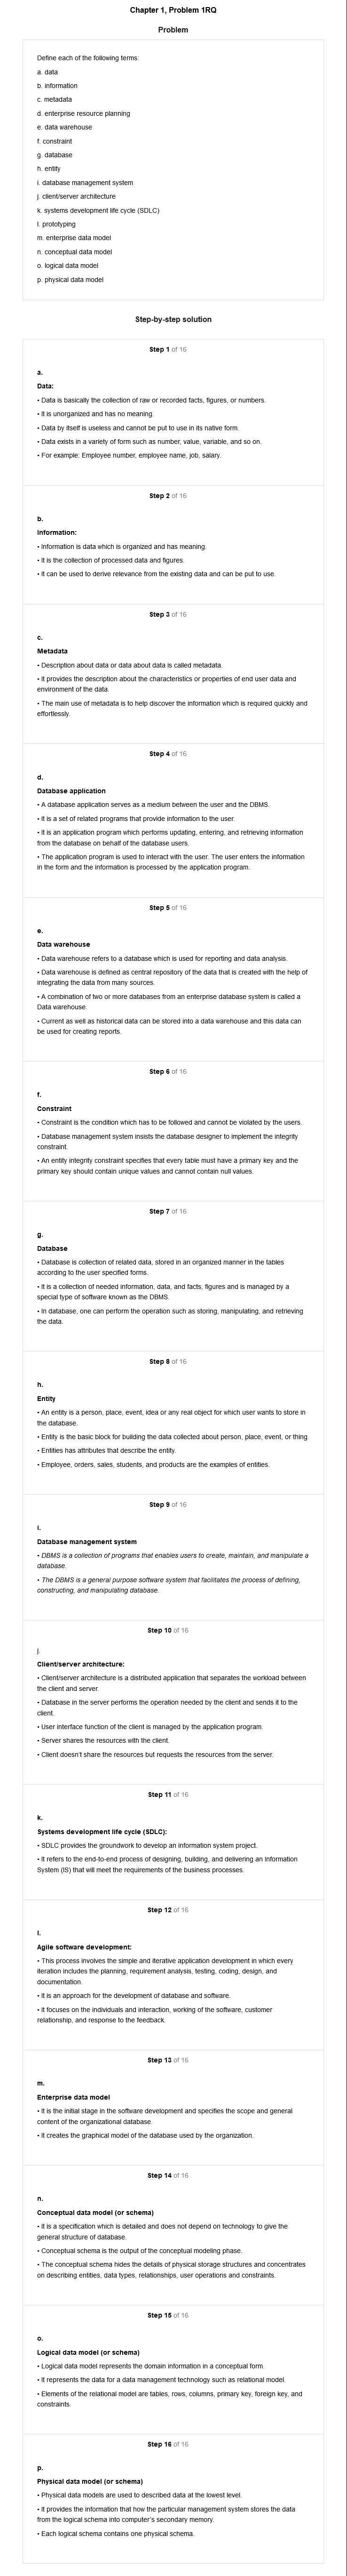 Chapter 1, Problem 1RQ
Problem
Define each of the following terms:
a. data
b. information
c. metadata
d. enterprise resource planning
e. data warehouse
f. constraint
g. database
h. entity
i. database management system
j. client/server architecture
k. systems development life cycle (SDLC)
l. prototyping
m. enterprise data model
n. conceptual data model
o. logical data model
p. physical data model
Step-by-step solution
Step 1 of 16
a.
Data:
• Data is basically the collection of raw or recorded facts, figures, or numbers.
• It is unorganized and has no meaning.
• Data by itself is useless and cannot be put to use in its native form.
• Data exists in a variety of form such as number, value, variable, and so on.
• For example: Employee number, employee name, job, salary.
Step 2 of 16
b.
Information:
• Information is data which is organized and has meaning.
• It is the collection of processed data and figures.
• It can be used to derive relevance from the existing data and can be put to use.
Step 3 of 16
c.
Metadata
• Description about data or data about data is called metadata.
• It provides the description about the characteristics or properties of end user data and
environment of the data.
• The main use of metadata is to help discover the information which is required quickly and
effortlessly.
Step 4 of 16
d.
Database application
• A database application serves as a medium between the user and the DBMS.
• It is a set of related programs that provide information to the user.
• It is an application program which performs updating, entering, and retrieving information
from the database on behalf of the database users.
• The application program is used to interact with the user. The user enters the information
in the form and the information is processed by the application program.
Step 5 of 16
e.
Data warehouse
• Data warehouse refers to a database which is used for reporting and data analysis.
• Data warehouse is defined as central repository of the data that is created with the help of
integrating the data from many sources.
• A combination of two or more databases from an enterprise database system is called a
Data warehouse.
• Current as well as historical data can be stored into a data warehouse and this data can
be used for creating reports.
Step 6 of 16
f.
Constraint
• Constraint is the condition which has to be followed and cannot be violated by the users.
• Database management system insists the database designer to implement the integrity
constraint.
• An entity integrity constraint specifies that every table must have a primary key and the
primary key should contain unique values and cannot contain null values.
Step 7 of 16
g.
Database
• Database is collection of related data, stored in an organized manner in the tables
according to the user specified forms.
• It is a collection of needed information, data, and facts, figures and is managed by a
special type of software known as the DBMS.
• In database, one can perform the operation such as storing, manipulating, and retrieving
the data.
Step 8 of 16
h.
Entity
• An entity is a person, place, event, idea or any real object for which user wants to store in
the database.
• Entity is the basic block for building the data collected about person, place, event, or thing.
• Entities has attributes that describe the entity.
• Employee, orders, sales, students, and products are the examples of entities.
Step 9 of 16
i.
Database management system
• DBMS is a collection of programs that enables users to create, maintain, and manipulate a
database.
• The DBMS is a general purpose software system that facilitates the process of defining,
constructing, and manipulating database.
Step 10 of 16
j.
Client/server architecture:
• Client/server architecture is a distributed application that separates the workload between
the client and server.
• Database in the server performs the operation needed by the client and sends it to the
client.
• User interface function of the client is managed by the application program.
• Server shares the resources with the client.
• Client doesn't share the resources but requests the resources from the server.
Step 11 of 16
k.
Systems development life cycle (SDLC):
• SDLC provides the groundwork to develop an information system project.
• It refers to the end-to-end process of designing, building, and delivering an Information
System (IS) that will meet the requirements of the business processes.
Step 12 of 16
l.
Agile software development:
• This process involves the simple and iterative application development in which every
iteration includes the planning, requirement analysis, testing, coding, design, and
documentation.
• It is an approach for the development of database and software.
• It focuses on the individuals and interaction, working of the software, customer
relationship, and response to the feedback.
Step 13 of 16
m.
Enterprise data model
• It is the initial stage in the software development and specifies the scope and general
content of the organizational database.
• It creates the graphical model of the database used by the organization.
Step 14 of 16
n.
Conceptual data model (or schema)
• It is a specification which is detailed and does not depend on technology to give the
general structure of database.
• Conceptual schema is the output of the conceptual modeling phase.
• The conceptual schema hides the details of physical storage structures and concentrates
on describing entities, data types, relationships, user operations and constraints.
Step 15 of 16
o.
Logical data model (or schema)
• Logical data model represents the domain information in a conceptual form.
• It represents the data for a data management technology such as relational model.
• Elements of the relational model are tables, rows, columns, primary key, foreign key, and
constraints.
Step 16 of 16
p.
Physical data model (or schema)
• Physical data models are used to described data at the lowest level.
• It provides the information that how the particular management system stores the data
from the logical schema into computer's secondary memory.
• Each logical schema contains one physical schema.